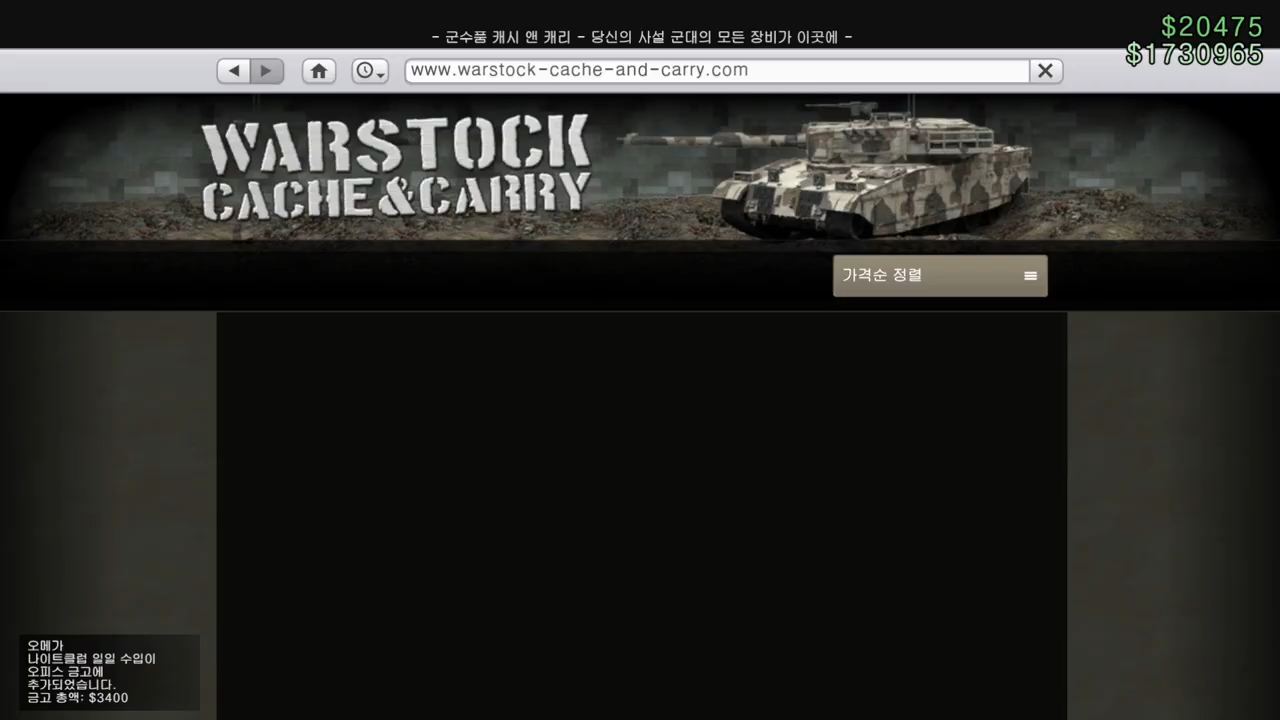 - 군수품 캐시 앤 캐리 - 당신의 사설 군대의 모든 장비가 이곳에 -
$20475
$1730965
www.warstock-cache-and-carry.com
WARSTOCK
CACHE&CARRY
가격순 정렬
오메가
나이트클럽 일일 수입이
오피스 금고에
추가되었습니다.
금고 총액: $3400